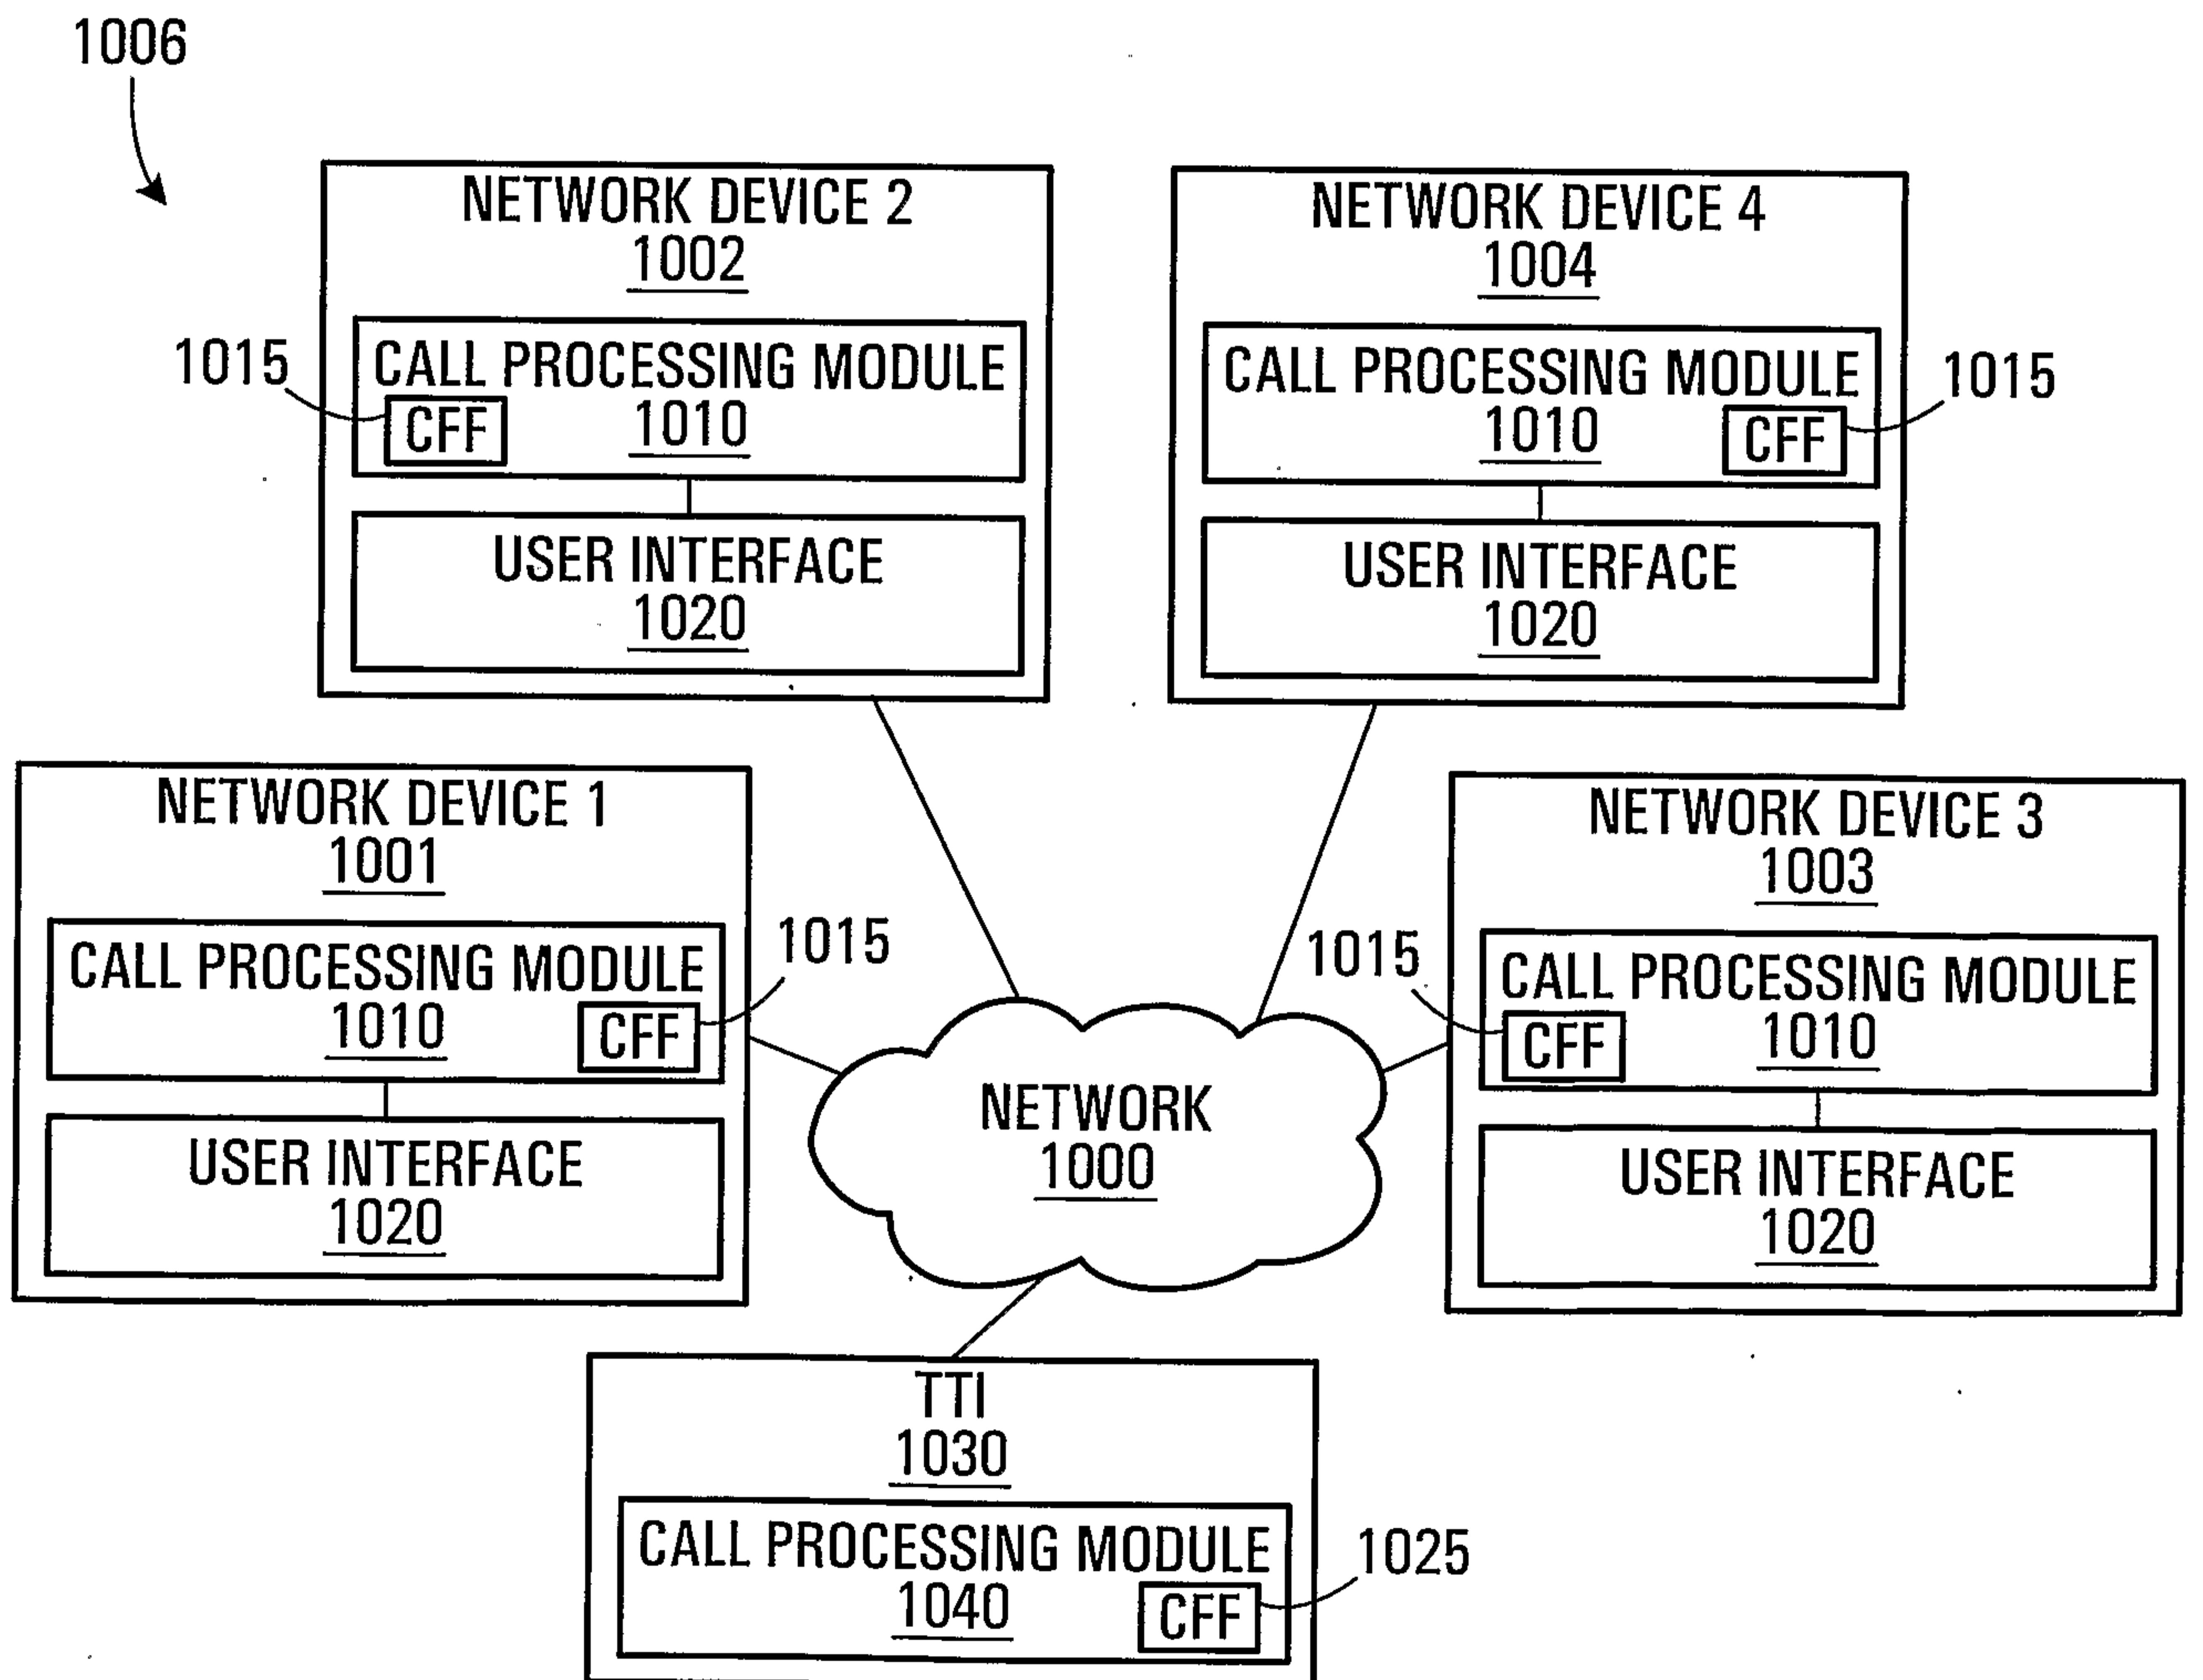 1006
NETWORK DEVICE 2
1002
1015
CALL PROCESSING MODULE
CFF
1010
USER INTERFACE
1020
NETWORK DEVICE 4
1004
CALL PROCESSING MODULE
1015
1010
CFF
USER INTERFACE
1020
NETWORK DEVICE 1
1001
CALL PROCESSING MODULE
1015
1010
CFF
USER INTERFACE
1020
NETWORK DEVICE 3
1003
1015
CALL PROCESSING MODULE
CFF
1010
USER INTERFACE
1020
NETWORK
1000
TTI
1030
CALL PROCESSING MODULE
1025
1040
CFF